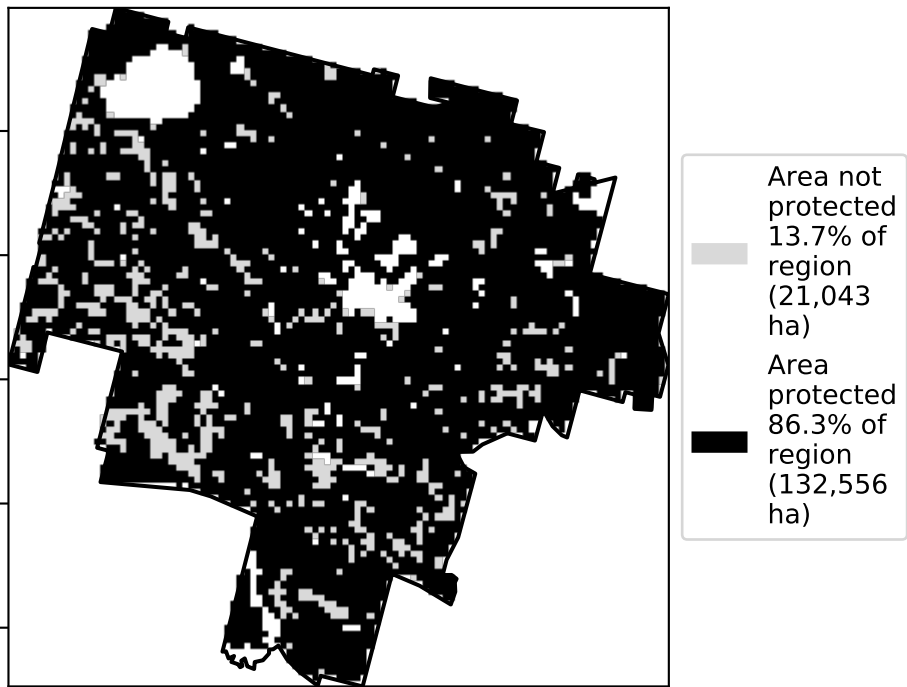 Area not
protected
13.7% of
region
(21,043
ha)
Area
protected
86.3% of
region
(132,556
ha)